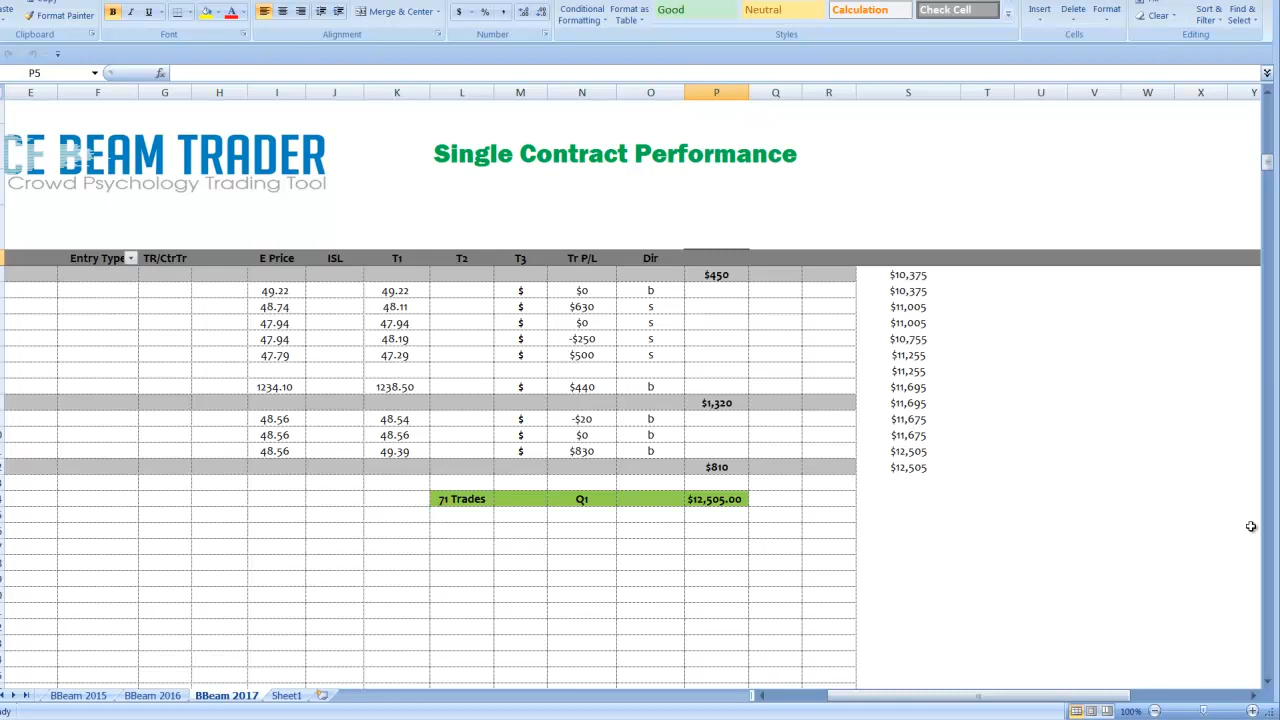 Conditional Format as Good Neutral Calculation Check Cell Insert Delete Format Sort & Find &
Format Painter B I U A Merge & Center $ % , Formatting Table Clear Filter Select
Clipboard Font Alignment Number Styles Cells Editing
P5 fx
E F G H I J K L M N O P Q R S T U V W X Y
CE BEAM TRADER
Crowd Psychology Trading Tool
Single Contract Performance
Entry Type TR/CtrTr E Price ISL T1 T2 T3 Tr P/L Dir
$450 $10,375
49.22 49.22 $ $0 b $10,375
48.74 48.11 $ $630 s $11,005
47.94 47.94 $ $0 s $11,005
47.94 48.19 $ -$250 s $10,755
47.79 47.29 $ $500 s $11,255
$11,255
1234.10 1238.50 $ $440 b $11,695
$1,320 $11,695
48.56 48.54 $ -$20 b $11,675
48.56 48.56 $ $0 b $11,675
48.56 49.39 $ $830 b $12,505
$810 $12,505
71 Trades Q1 $12,505.00
BBeam 2015 BBeam 2016 BBeam 2017 Sheet1
100%